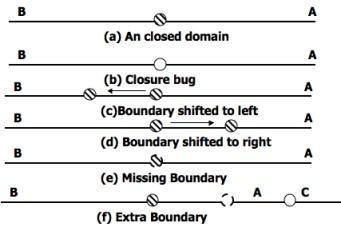 B A
(a) An closed domain
B A
(b) Closure bug
B A
(c)Boundary shifted to left
B A
(d) Boundary shifted to right
B A
(e) Missing Boundary
B A C
(f) Extra Boundary